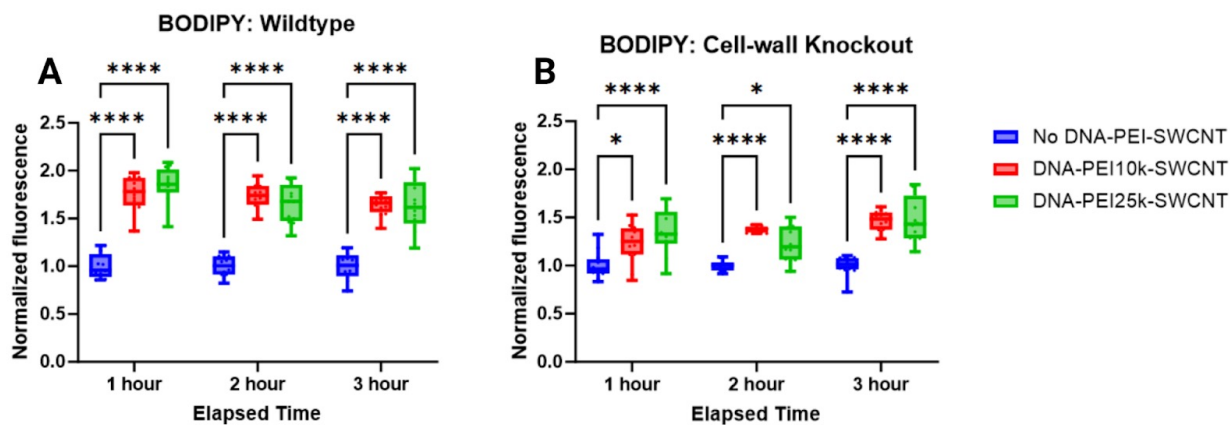 BODIPY: Wildtype
A
**** **** ****
**** **** ****
Normalized fluorescence
2.5
2.0
1.5
1.0
0.5
0.0
1 hour 2 hour 3 hour
Elapsed Time
BODIPY: Cell-wall Knockout
B
**** * ****
* **** ****
Normalized fluorescence
2.5
2.0
1.5
1.0
0.5
0.0
1 hour 2 hour 3 hour
Elapsed Time
No DNA-PEI-SWCNT
DNA-PEI10k-SWCNT
DNA-PEI25k-SWCNT